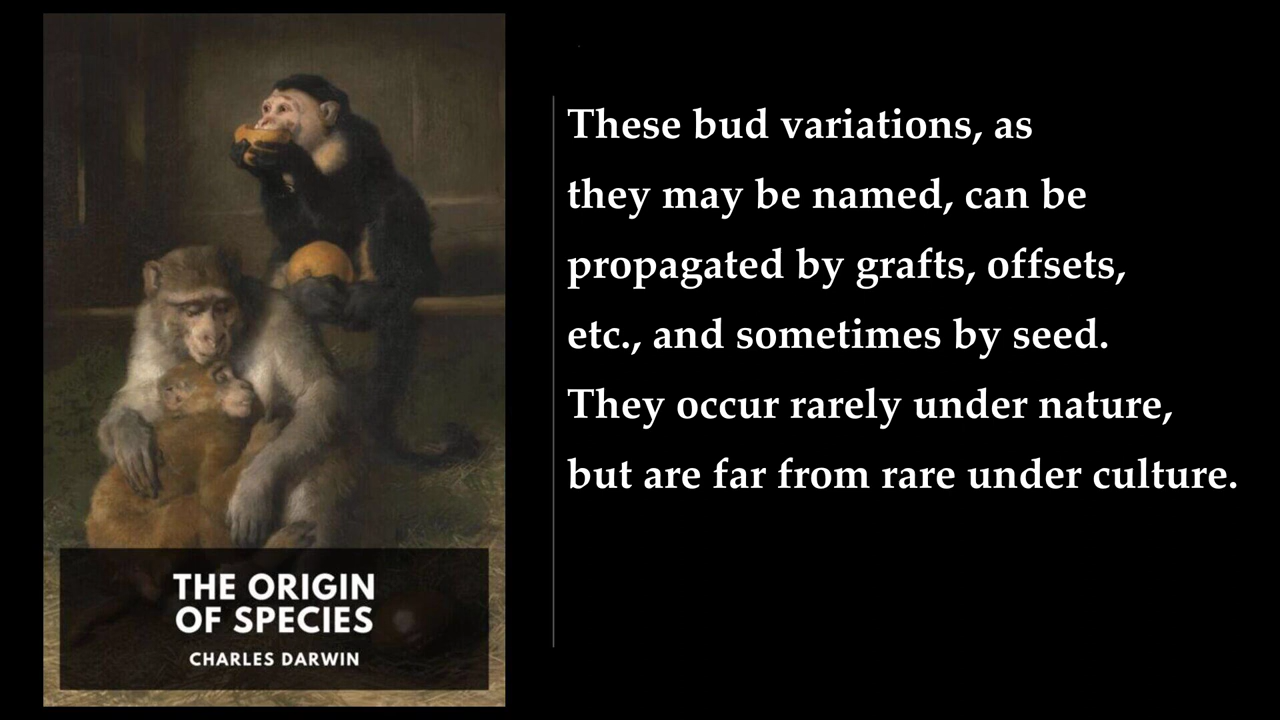 THE ORIGIN
OF SPECIES
CHARLES DARWIN
These bud variations, as
they may be named, can be
propagated by grafts, offsets,
etc., and sometimes by seed.
They occur rarely under nature,
but are far from rare under culture.